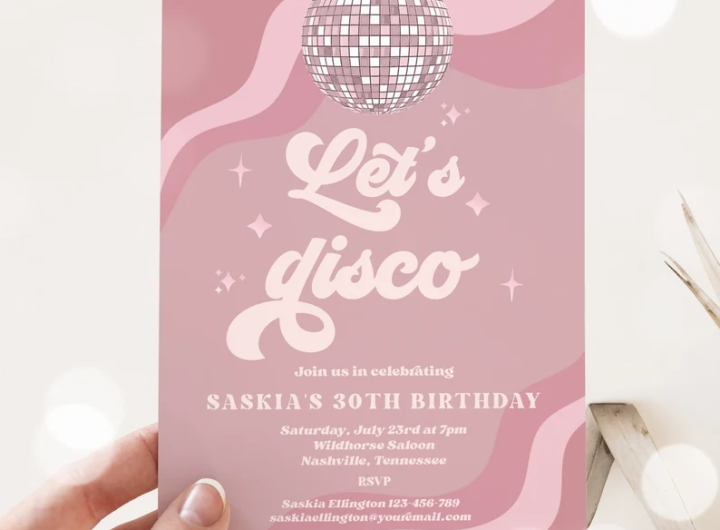 Let's
disco
Join us in celebrating
SASKIA'S 30TH BIRTHDAY
Saturday, July 23rd at 7pm
Wildhorse Saloon
Nashville, Tennessee
RSVP
Saskia Ellington 123-456-789
saskiaellington@youremail.com